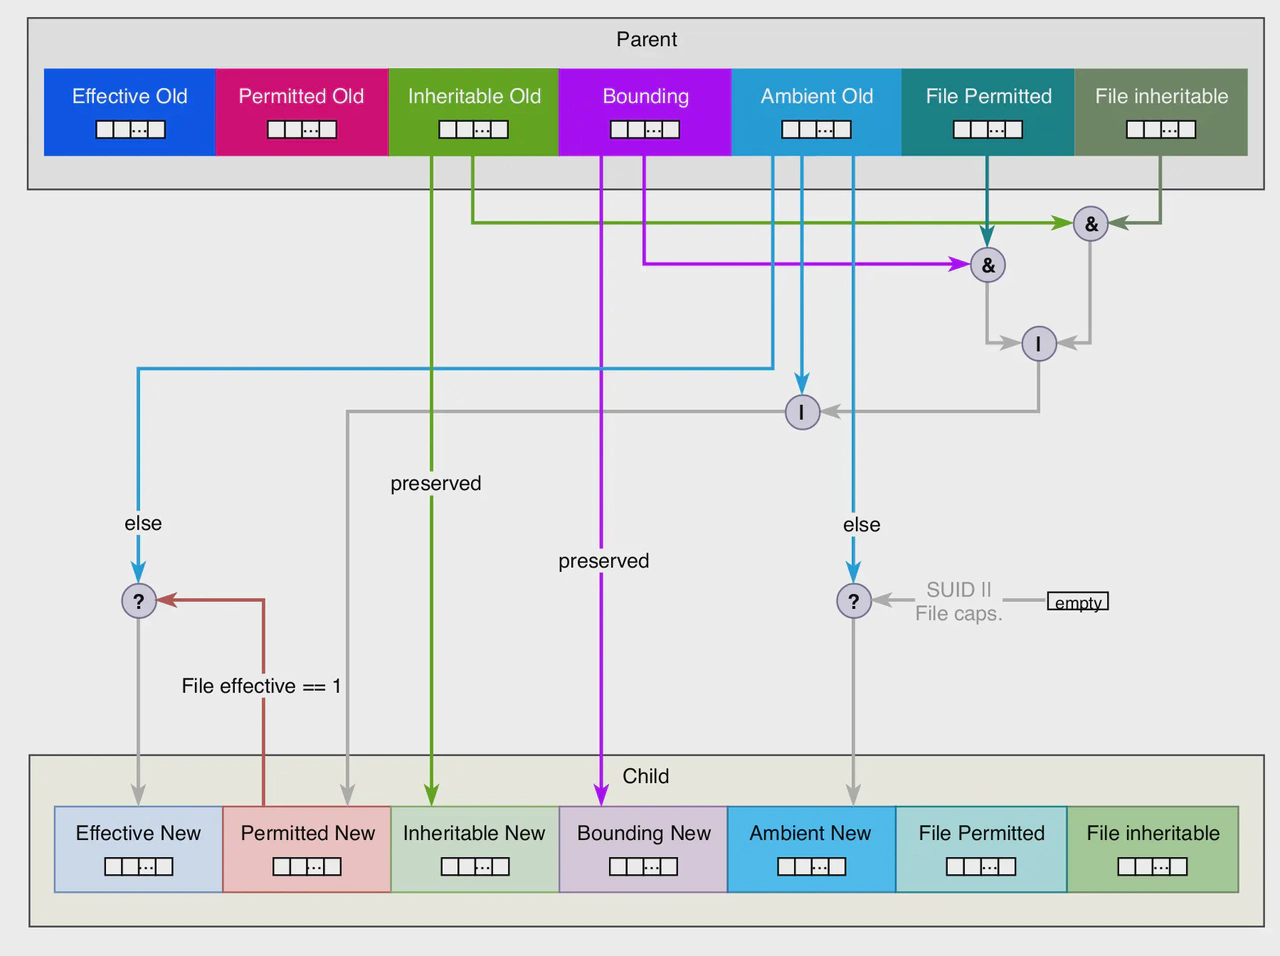 Parent
Effective Old
Permitted Old
Inheritable Old
Bounding
Ambient Old
File Permitted
File inheritable
...
...
...
...
...
...
...
&
&
|
|
preserved
else
else
preserved
?
?
SUID ||
File caps.
empty
File effective == 1
Child
Effective New
Permitted New
Inheritable New
Bounding New
Ambient New
File Permitted
File inheritable
...
...
...
...
...
...
...